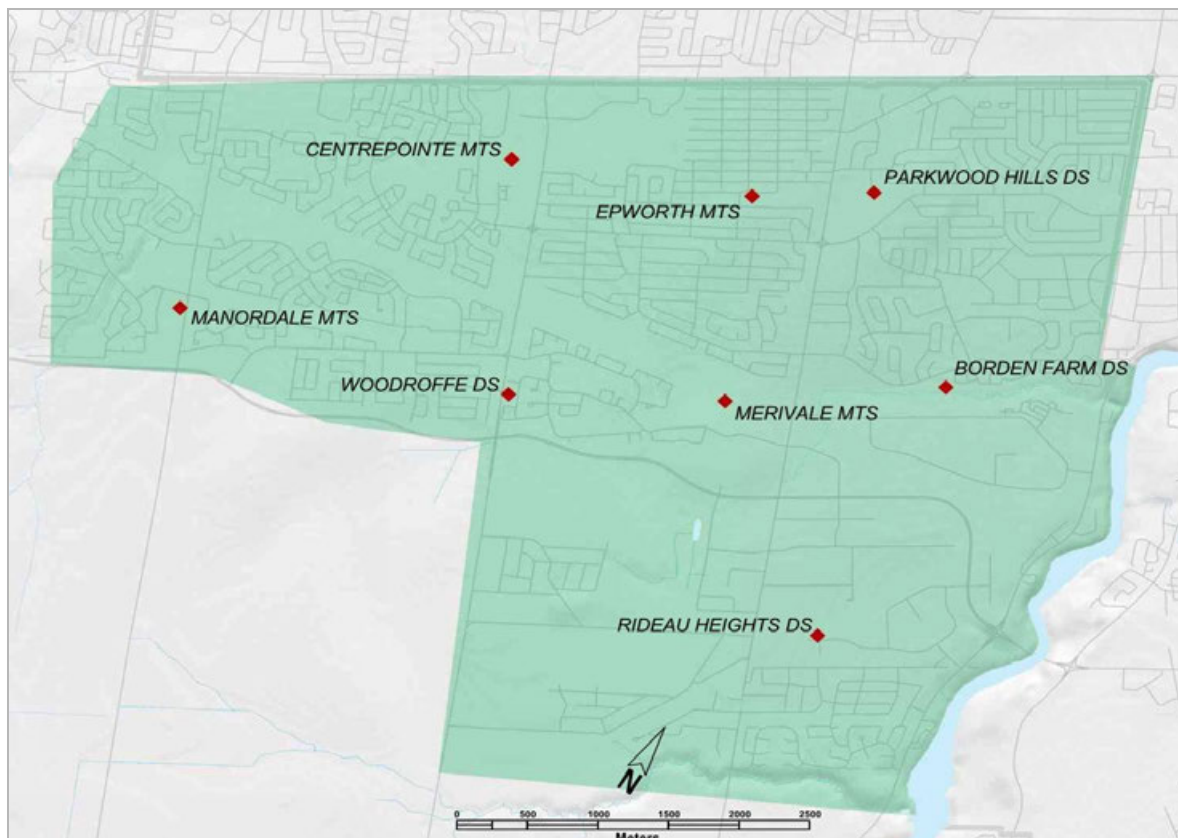 CENTREPOINTE MTS
PARKWOOD HILLS DS
EPWORTH MTS
MANORDALE MTS
BORDEN FARM DS
WOODROFFE DS
MERIVALE MTS
RIDEAU HEIGHTS DS
N
0 500 1000 1500 2000 2500
Meters